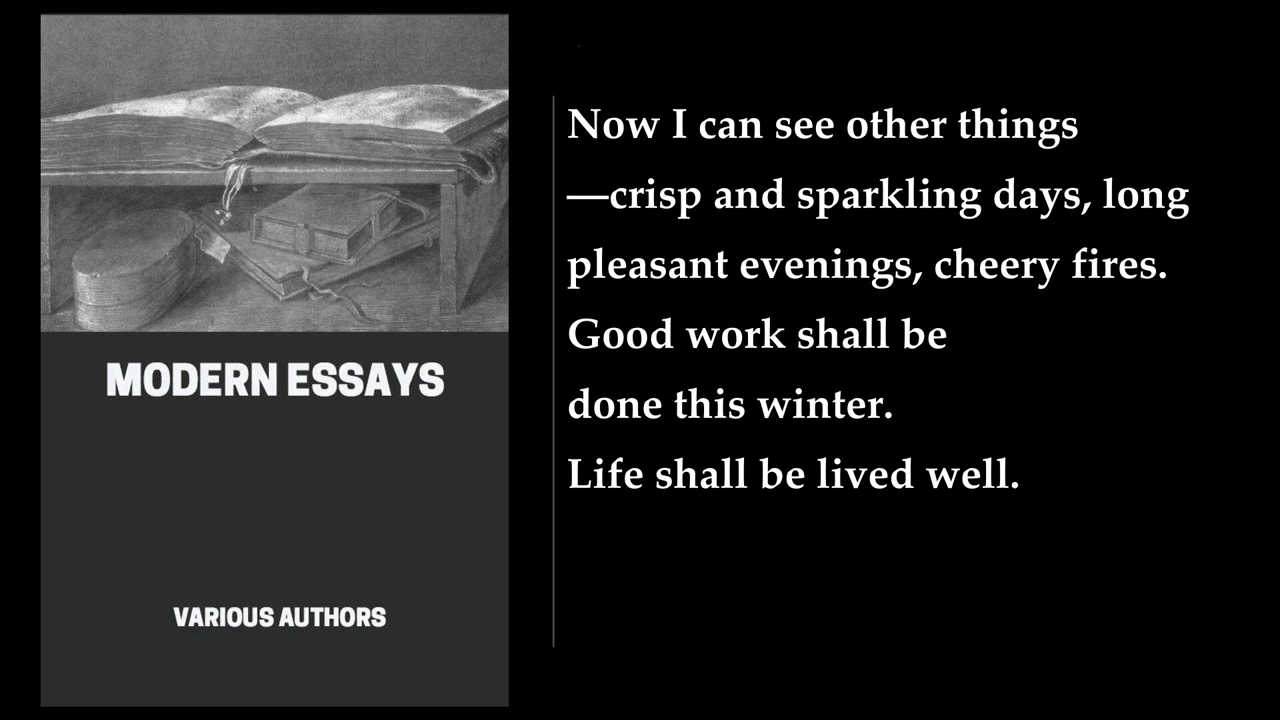 MODERN ESSAYS
VARIOUS AUTHORS
Now I can see other things
—crisp and sparkling days, long
pleasant evenings, cheery fires.
Good work shall be
done this winter.
Life shall be lived well.